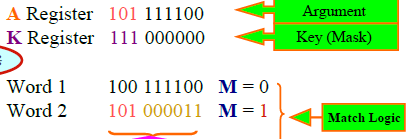 A Register 101 111100 Argument
K Register 111 000000 Key (Mask)
Word 1 100 111100 M = 0
Word 2 101 000011 M = 1 Match Logic